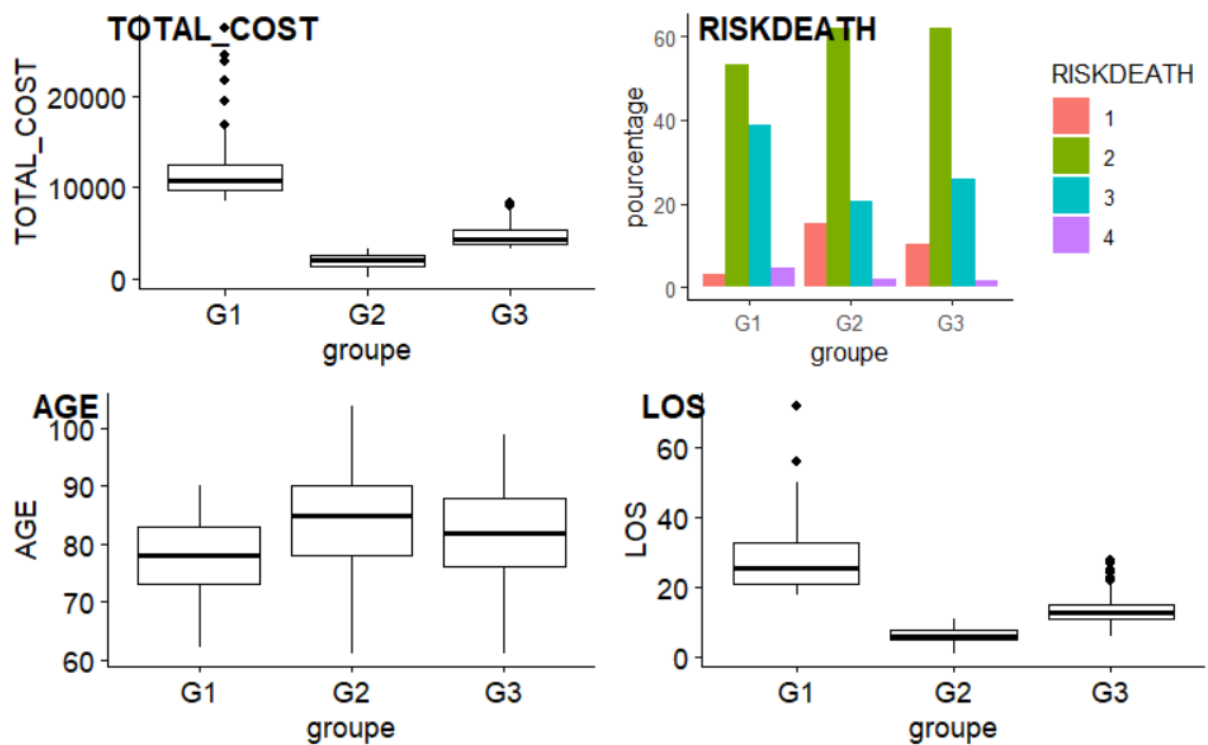 TOTAL_COST
TOTAL_COST
20000
10000
0
G1 G2 G3
groupe
RISKDEATH
pourcentage
60
40
20
0
G1 G2 G3
groupe
RISKDEATH
1
2
3
4
AGE
AGE
100
90
80
70
60
G1 G2 G3
groupe
LOS
LOS
60
40
20
0
G1 G2 G3
groupe